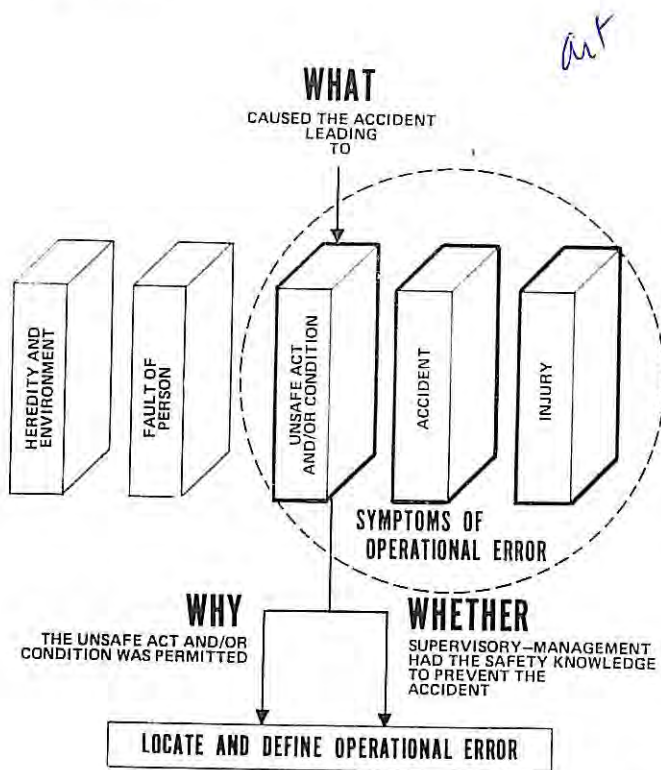 art
WHAT
CAUSED THE ACCIDENT
LEADING
TO
HEREDITY AND
ENVIRONMENT
FAULT OF
PERSON
UNSAFE ACT
AND/OR CONDITION
ACCIDENT
INJURY
SYMPTOMS OF
OPERATIONAL ERROR
WHY
THE UNSAFE ACT AND/OR
CONDITION WAS PERMITTED
WHETHER
SUPERVISORY-MANAGEMENT
HAD THE SAFETY KNOWLEDGE
TO PREVENT THE
ACCIDENT
LOCATE AND DEFINE OPERATIONAL ERROR